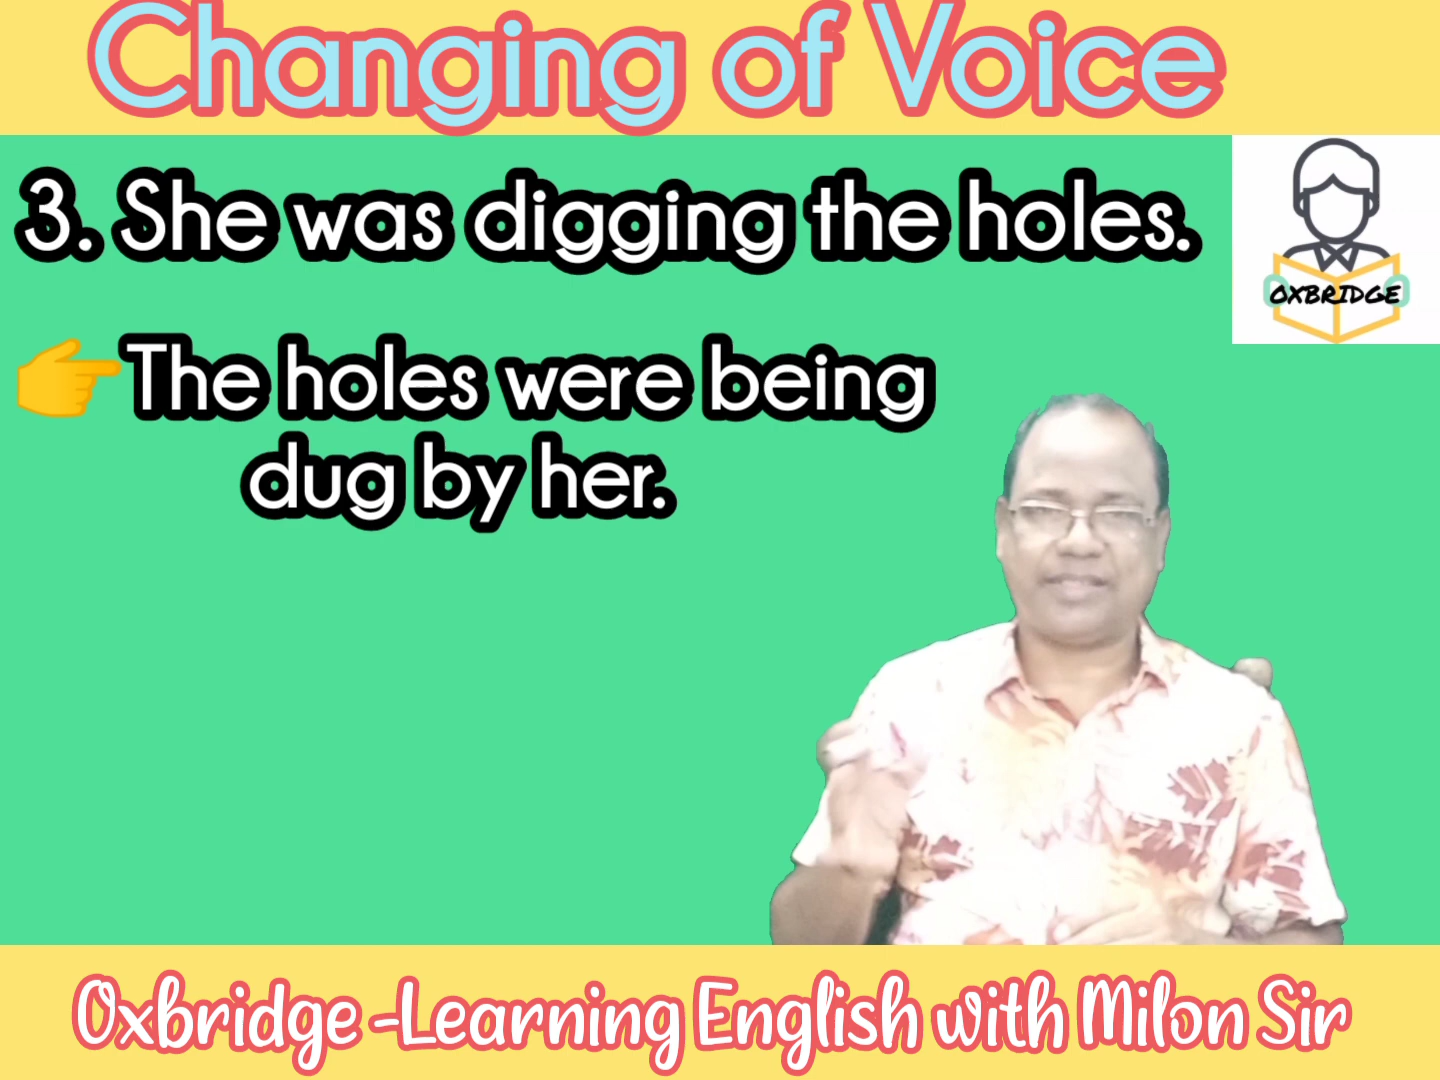 Changing of Voice
3. She was digging the holes.
OXBRIDGE
👉The holes were being
dug by her.
Oxbridge -Learning English with Milon Sir